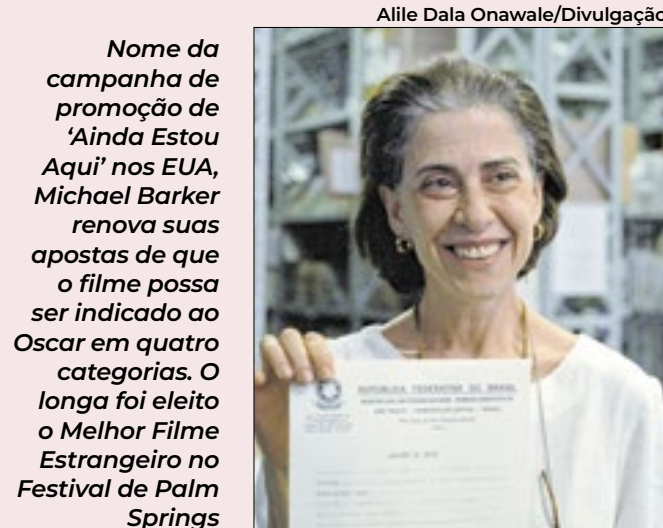 Alile Dala Onawale/Divulgação
Nome da
campanha de
promoção de
‘Ainda Estou
Aqui’ nos EUA,
Michael Barker
renova suas
apostas de que
o filme possa
ser indicado ao
Oscar em quatro
categorias. O
longa foi eleito
o Melhor Filme
Estrangeiro no
Festival de Palm
Springs
REPÚBLICA FEDERATIVA DO BRASIL